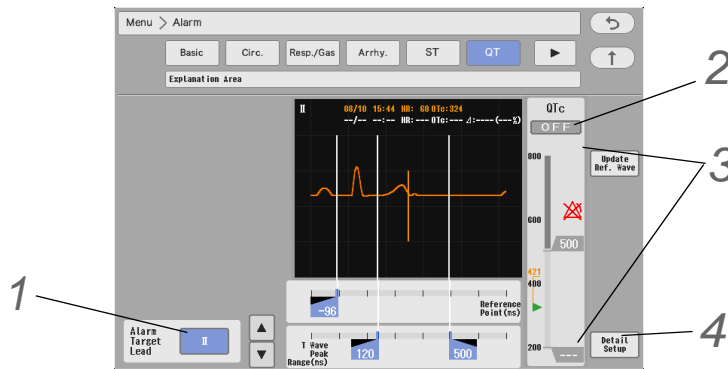 Menu > Alarm
Basic Circ. Resp./Gas Arrhy. ST QT
Explanation Area
II 08/10 15:44 HR: 60 QTc:324
--/-- --:-- HR:--- QTc:--- ⊿:----(---%)
QTc
OFF
2
800
Update
Ref. Wave
3
600
500
421
400
-96
Reference
Point(ms)
1
Alarm
Target
Lead
II
T Wave
Peak
Range(ms)
120
500
200
---
Detail
Setup
4